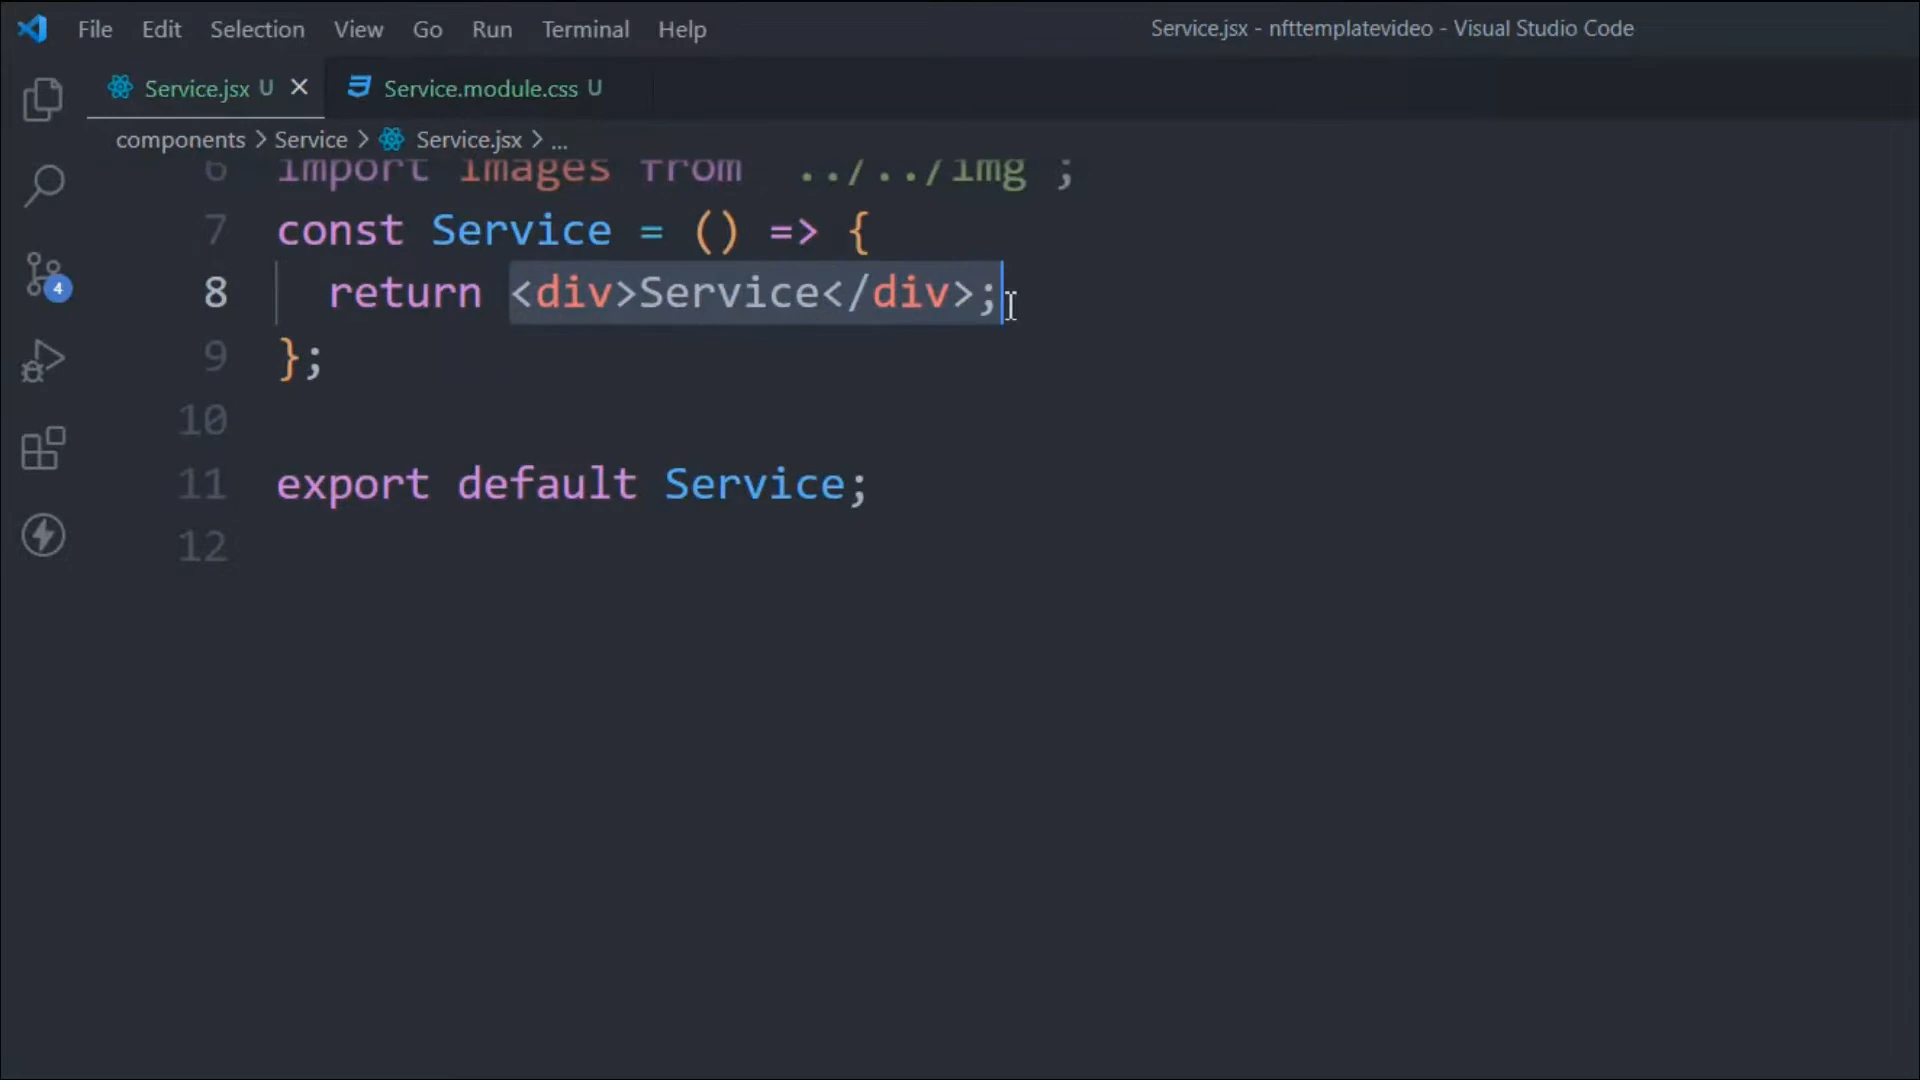 File Edit Selection View Go Run Terminal Help
Service.jsx - nfttemplatevideo - Visual Studio Code
Service.jsx U
Service.module.css U
components > Service > Service.jsx > ...
6 import images from "../../img";
7 const Service = () => {
4
8 return <div>Service</div>;
9 };
10
11 export default Service;
12